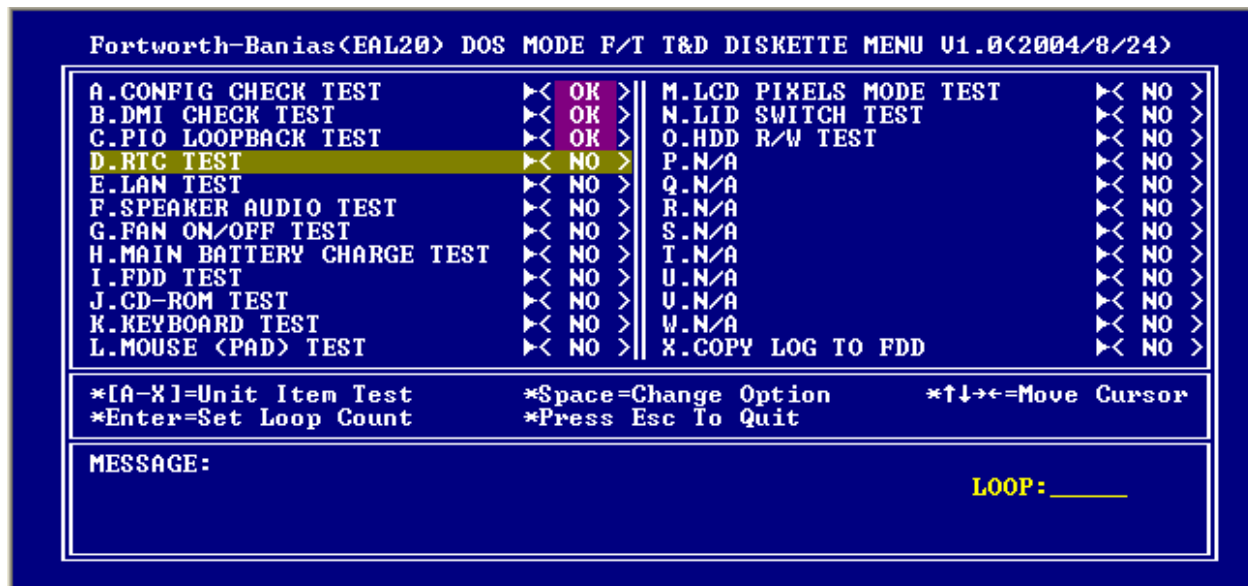 Fortworth-Banias(EAL20) DOS MODE F/T T&D DISKETTE MENU V1.0(2004/8/24)
A.CONFIG CHECK TEST ►< OK >
B.DMI CHECK TEST ►< OK >
C.PIO LOOPBACK TEST ►< OK >
D.RTC TEST ►< NO >
E.LAN TEST ►< NO >
F.SPEAKER AUDIO TEST ►< NO >
G.FAN ON/OFF TEST ►< NO >
H.MAIN BATTERY CHARGE TEST ►< NO >
I.FDD TEST ►< NO >
J.CD-ROM TEST ►< NO >
K.KEYBOARD TEST ►< NO >
L.MOUSE (PAD) TEST ►< NO >
M.LCD PIXELS MODE TEST ►< NO >
N.LID SWITCH TEST ►< NO >
O.HDD R/W TEST ►< NO >
P.N/A ►< NO >
Q.N/A ►< NO >
R.N/A ►< NO >
S.N/A ►< NO >
T.N/A ►< NO >
U.N/A ►< NO >
V.N/A ►< NO >
W.N/A ►< NO >
X.COPY LOG TO FDD ►< NO >
*[A-X]=Unit Item Test *Space=Change Option *↑↓→←=Move Cursor
*Enter=Set Loop Count *Press Esc To Quit
MESSAGE:
LOOP:______